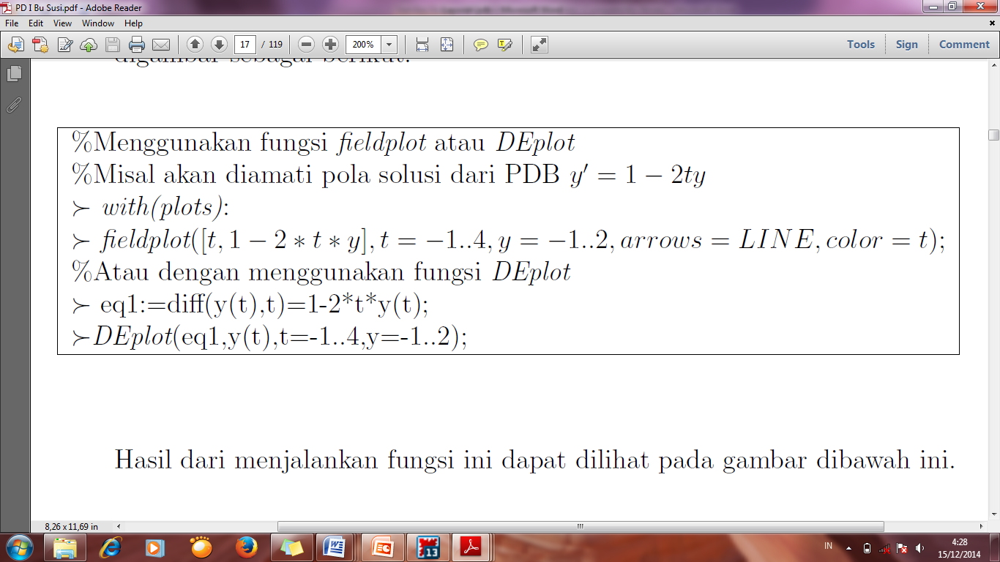 PD I Bu Susi.pdf - Adobe Reader
File Edit View Window Help
17 / 119 200% Tools Sign Comment
digambar sebagai berikut:
%Menggunakan fungsi fieldplot atau DEplot
%Misal akan diamati pola solusi dari PDB y′ = 1 − 2ty
≻ with(plots):
≻ fieldplot([t, 1 − 2 ∗ t ∗ y], t = −1..4, y = −1..2, arrows = LINE, color = t);
%Atau dengan menggunakan fungsi DEplot
≻ eq1:=diff(y(t),t)=1-2*t*y(t);
≻DEplot(eq1,y(t),t=-1..4,y=-1..2);
Hasil dari menjalankan fungsi ini dapat dilihat pada gambar dibawah ini.
8,26 x 11,69 in
13
IN
4:28
15/12/2014